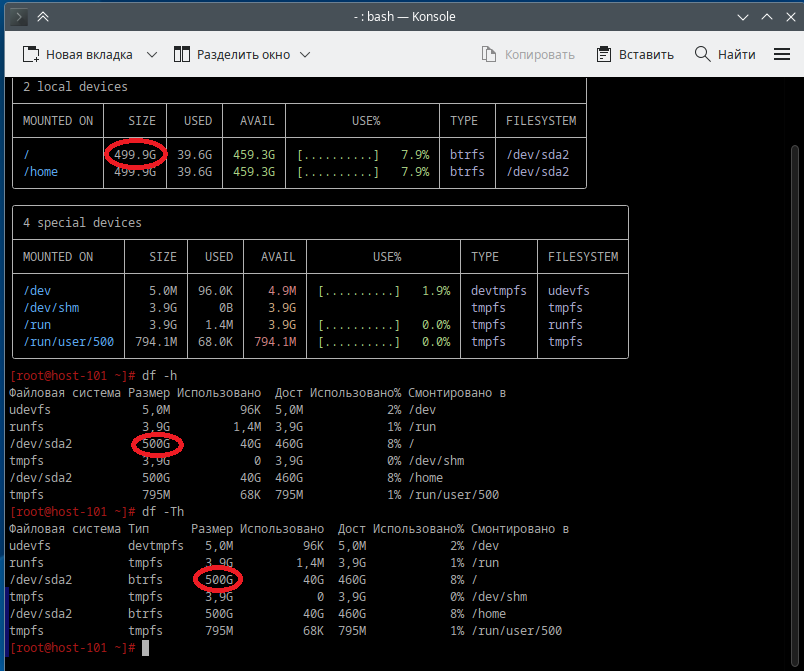 - : bash — Konsole
Новая вкладка Разделить окно Копировать Вставить Найти
2 local devices
MOUNTED ON SIZE USED AVAIL USE% TYPE FILESYSTEM
/ 499.9G 39.6G 459.3G [..........] 7.9% btrfs /dev/sda2
/home 499.9G 39.6G 459.3G [..........] 7.9% btrfs /dev/sda2
4 special devices
MOUNTED ON SIZE USED AVAIL USE% TYPE FILESYSTEM
/dev 5.0M 96.0K 4.9M [..........] 1.9% devtmpfs udevfs
/dev/shm 3.9G 0B 3.9G tmpfs tmpfs
/run 3.9G 1.4M 3.9G [..........] 0.0% tmpfs runfs
/run/user/500 794.1M 68.0K 794.1M [..........] 0.0% tmpfs tmpfs
[root@host-101 ~]# df -h
Файловая система Размер Использовано Дост Использовано% Смонтировано в
udevfs 5,0M 96K 5,0M 2% /dev
runfs 3,9G 1,4M 3,9G 1% /run
/dev/sda2 500G 40G 460G 8% /
tmpfs 3,9G 0 3,9G 0% /dev/shm
/dev/sda2 500G 40G 460G 8% /home
tmpfs 795M 68K 795M 1% /run/user/500
[root@host-101 ~]# df -Th
Файловая система Тип Размер Использовано Дост Использовано% Смонтировано в
udevfs devtmpfs 5,0M 96K 5,0M 2% /dev
runfs tmpfs 3,9G 1,4M 3,9G 1% /run
/dev/sda2 btrfs 500G 40G 460G 8% /
tmpfs tmpfs 3,9G 0 3,9G 0% /dev/shm
/dev/sda2 btrfs 500G 40G 460G 8% /home
tmpfs tmpfs 795M 68K 795M 1% /run/user/500
[root@host-101 ~]#